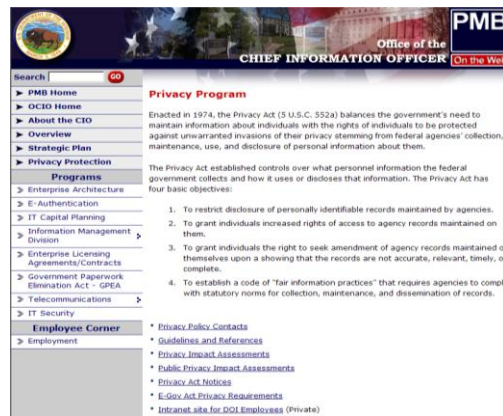 PMB
Office of the
CHIEF INFORMATION OFFICER
On the We
Search
GO
PMB Home
OCIO Home
About the CIO
Overview
Strategic Plan
Privacy Protection
Programs
Enterprise Architecture
E-Authentication
IT Capital Planning
Information Management
Division
Enterprise Licensing
Agreements/Contracts
Government Paperwork
Elimination Act - GPEA
Telecommunications
IT Security
Employee Corner
Employment
Privacy Program
Enacted in 1974, the Privacy Act (5 U.S.C. 552a) balances the government's need to
maintain information about individuals with the rights of individuals to be protected
against unwarranted invasions of their privacy stemming from federal agencies' collection,
maintenance, use, and disclosure of personal information about them.
The Privacy Act established controls over what personnel information the federal
government collects and how it uses or discloses that information. The Privacy Act has
four basic objectives:
1. To restrict disclosure of personally identifiable records maintained by agencies.
2. To grant individuals increased rights of access to agency records maintained on
them.
3. To grant individuals the right to seek amendment of agency records maintained o
themselves upon a showing that the records are not accurate, relevant, timely, o
complete.
4. To establish a code of "fair information practices" that requires agencies to compl
with statutory norms for collection, maintenance, and dissemination of records.
• Privacy Policy Contacts
• Guidelines and References
• Privacy Impact Assessments
• Public Privacy Impact Assessments
• Privacy Act Notices
• E-Gov Act Privacy Requirements
• Intranet site for DOI Employees (Private)